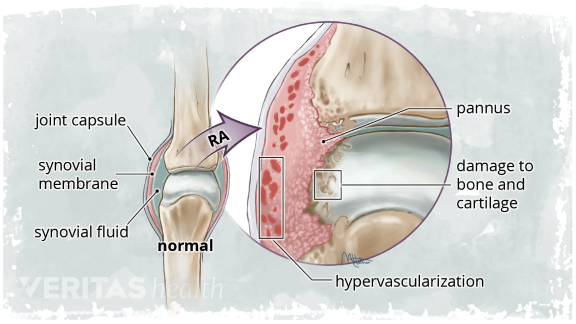 joint capsule
synovial
membrane
synovial fluid
normal
RA
pannus
damage to
bone and
cartilage
hypervascularization
VERITAS health